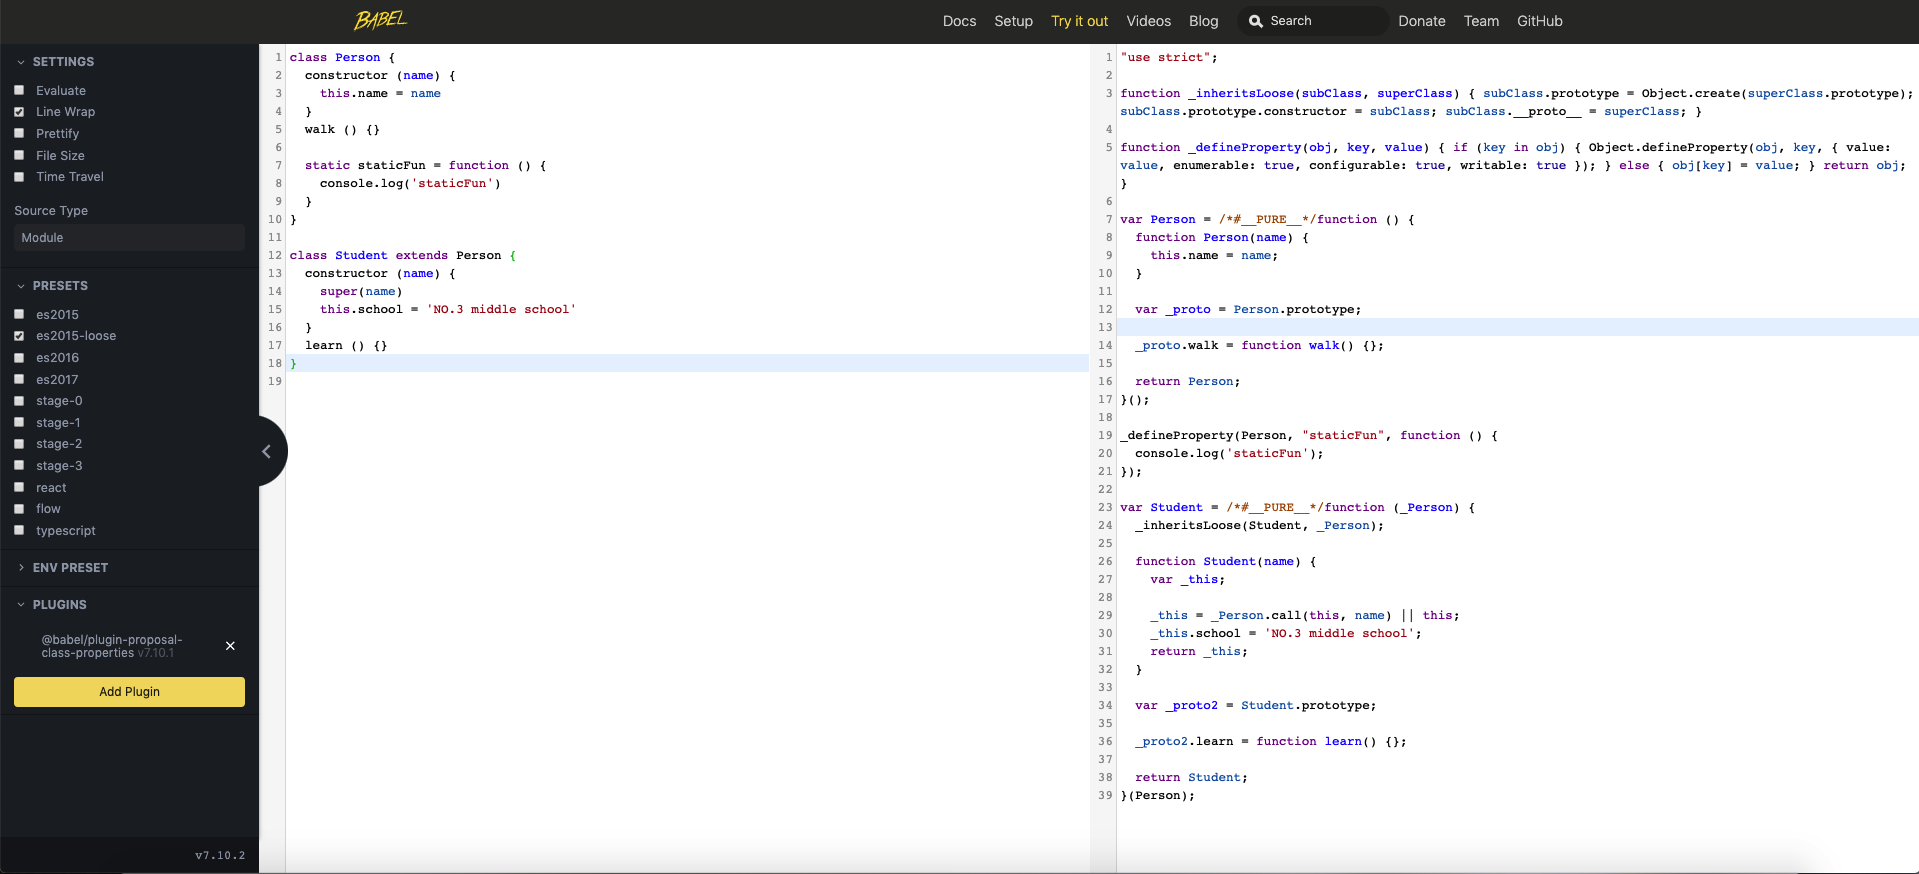 BABEL
Docs Setup Try it out Videos Blog Search Donate Team GitHub
SETTINGS
Evaluate
Line Wrap
Prettify
File Size
Time Travel
Source Type
Module
PRESETS
es2015
es2015-loose
es2016
es2017
stage-0
stage-1
stage-2
stage-3
react
flow
typescript
ENV PRESET
PLUGINS
@babel/plugin-proposal-
class-properties v7.10.1
Add Plugin
v7.10.2
1 class Person {
2   constructor (name) {
3     this.name = name
4   }
5   walk () {}
6
7   static staticFun = function () {
8     console.log('staticFun')
9   }
10 }
11
12 class Student extends Person {
13   constructor (name) {
14     super(name)
15     this.school = 'NO.3 middle school'
16   }
17   learn () {}
18 }
19
1 "use strict";
2
3 function _inheritsLoose(subClass, superClass) { subClass.prototype = Object.create(superClass.prototype);
subClass.prototype.constructor = subClass; subClass.__proto__ = superClass; }
4
5 function _defineProperty(obj, key, value) { if (key in obj) { Object.defineProperty(obj, key, { value:
value, enumerable: true, configurable: true, writable: true }); } else { obj[key] = value; } return obj;
}
6
7 var Person = /*#__PURE__*/function () {
8   function Person(name) {
9     this.name = name;
10   }
11
12   var _proto = Person.prototype;
13
14   _proto.walk = function walk() {};
15
16   return Person;
17 }();
18
19 _defineProperty(Person, "staticFun", function () {
20   console.log('staticFun');
21 });
22
23 var Student = /*#__PURE__*/function (_Person) {
24   _inheritsLoose(Student, _Person);
25
26   function Student(name) {
27     var _this;
28
29     _this = _Person.call(this, name) || this;
30     _this.school = 'NO.3 middle school';
31     return _this;
32   }
33
34   var _proto2 = Student.prototype;
35
36   _proto2.learn = function learn() {};
37
38   return Student;
39 }(Person);